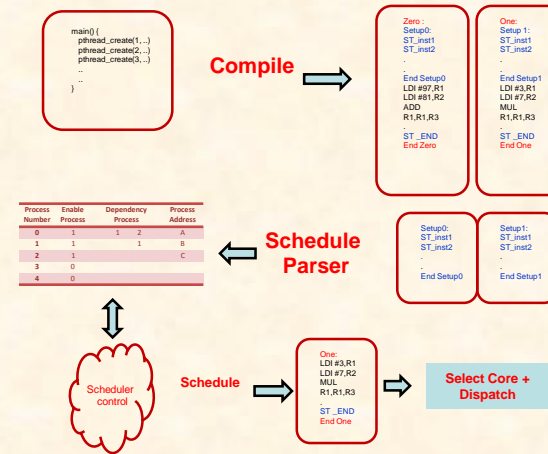 main() {
pthread_create(1, ..)
ppthread_create(2, ..)
ppthread_create(3, ..)
..
..
}
Compile
Zero :
Setup0:
ST_inst1
ST_inst2
.
.
End Setup0
LDI #97,R1
LDI #81,R2
ADD
R1,R1,R3
.
ST _END
End Zero
One:
Setup 1:
ST_inst1
ST_inst2
.
.
End Setup1
LDI #3,R1
LDI #7,R2
MUL
R1,R1,R3
.
ST _END
End One
Process Number Enable Process Dependency Process Process Address
0 1 1 2 A
1 1 1 B
2 1 C
3 0
4 0
Schedule
Parser
Setup0:
ST_inst1
ST_inst2
.
.
End Setup0
Setup1:
ST_inst1
ST_inst2
.
.
End Setup1
Scheduler
control
Schedule
One:
LDI #3,R1
LDI #7,R2
MUL
R1,R1,R3
.
ST _END
End One
Select Core +
Dispatch